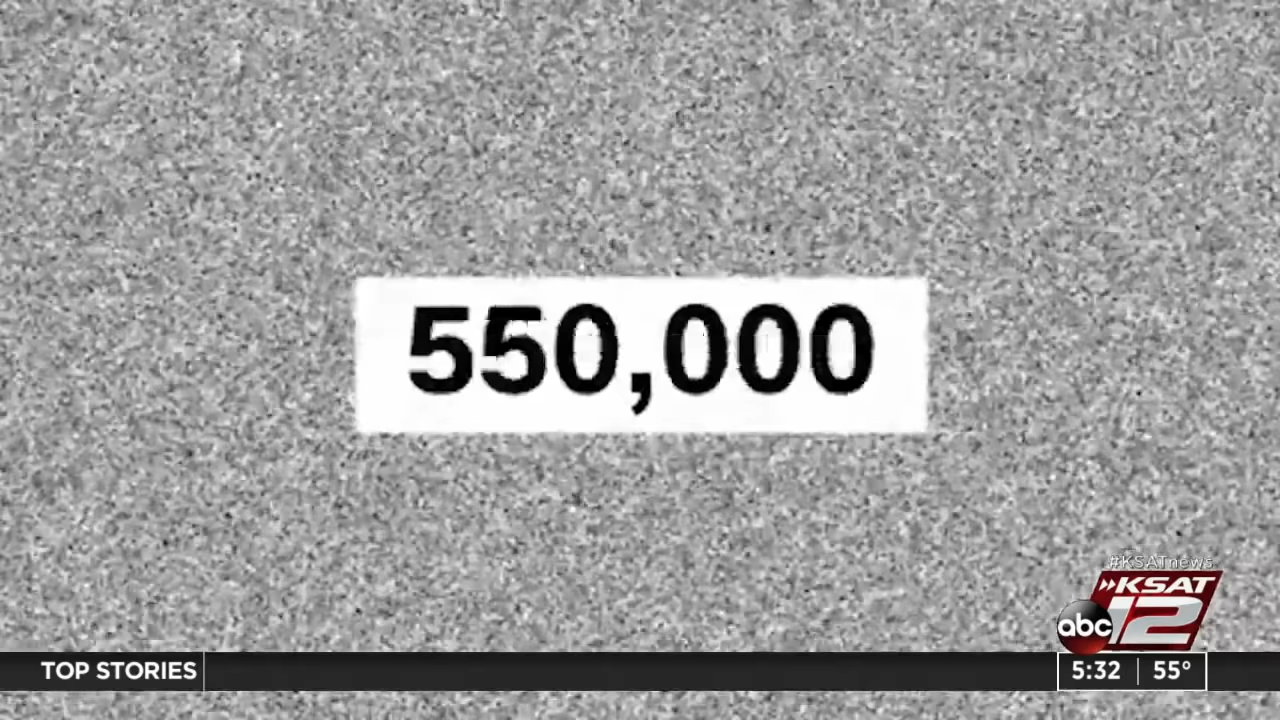 550,000
#KSATnews
KSAT
abc 12
TOP STORIES
5:32 55°